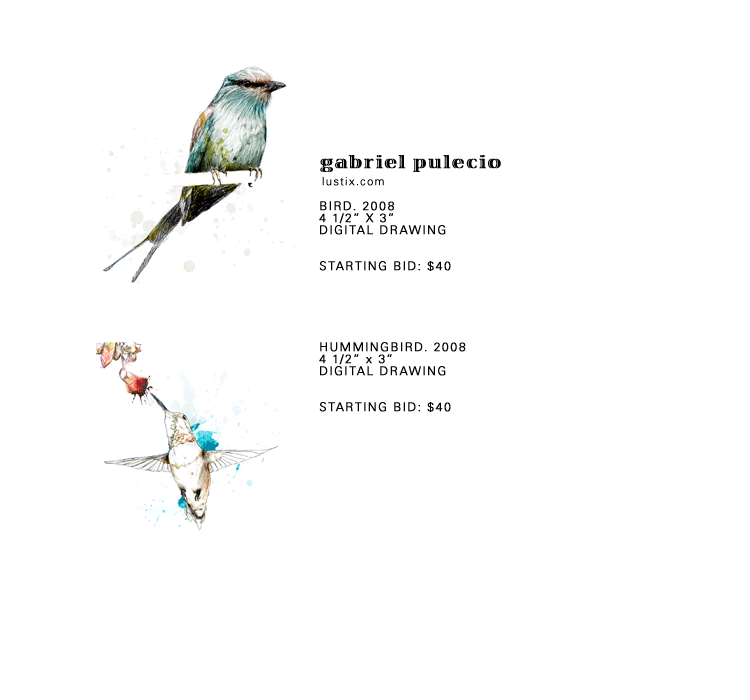 gabriel pulecio
lustix.com
BIRD. 2008
4 1/2” X 3”
DIGITAL DRAWING
STARTING BID: $40
HUMMINGBIRD. 2008
4 1/2” x 3”
DIGITAL DRAWING
STARTING BID: $40